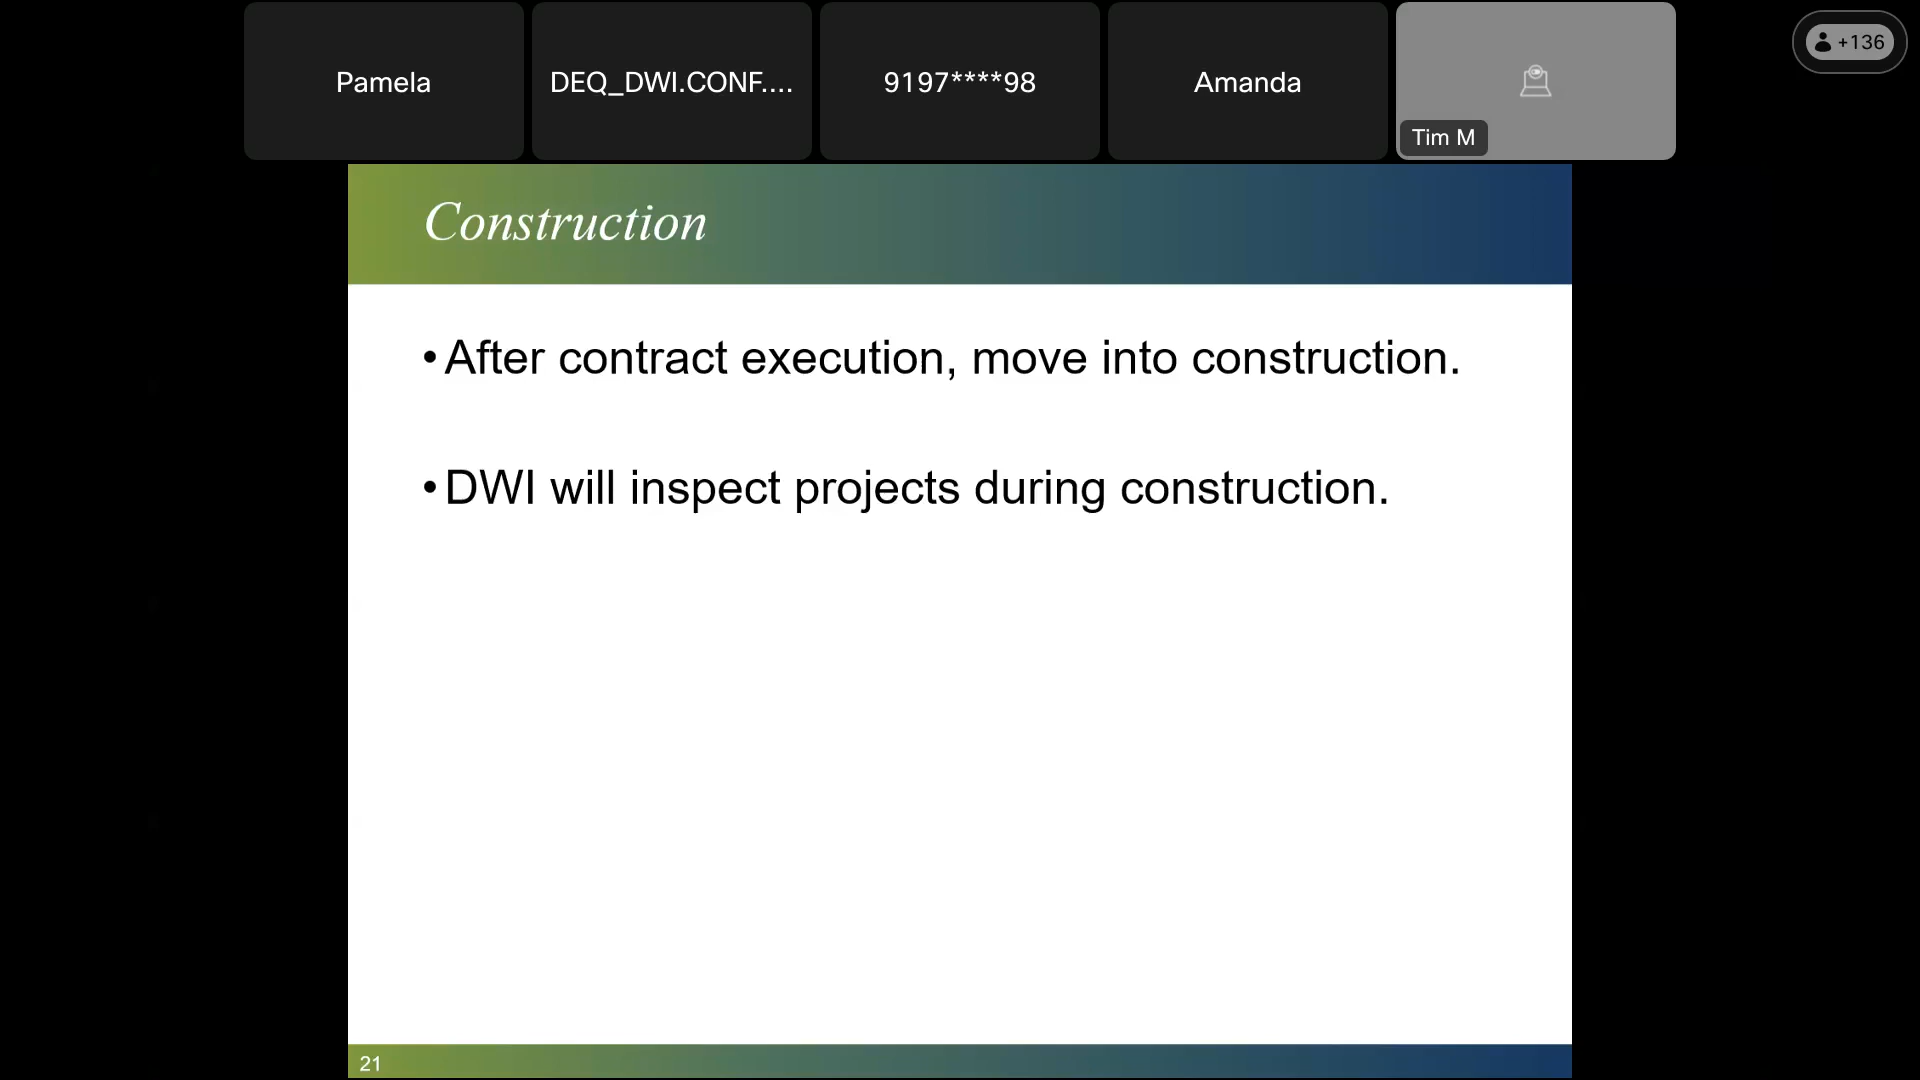 Pamela
DEQ_DWI.CONF....
9197****98
Amanda
Tim M
+136
Construction
•After contract execution, move into construction.
•DWI will inspect projects during construction.
21